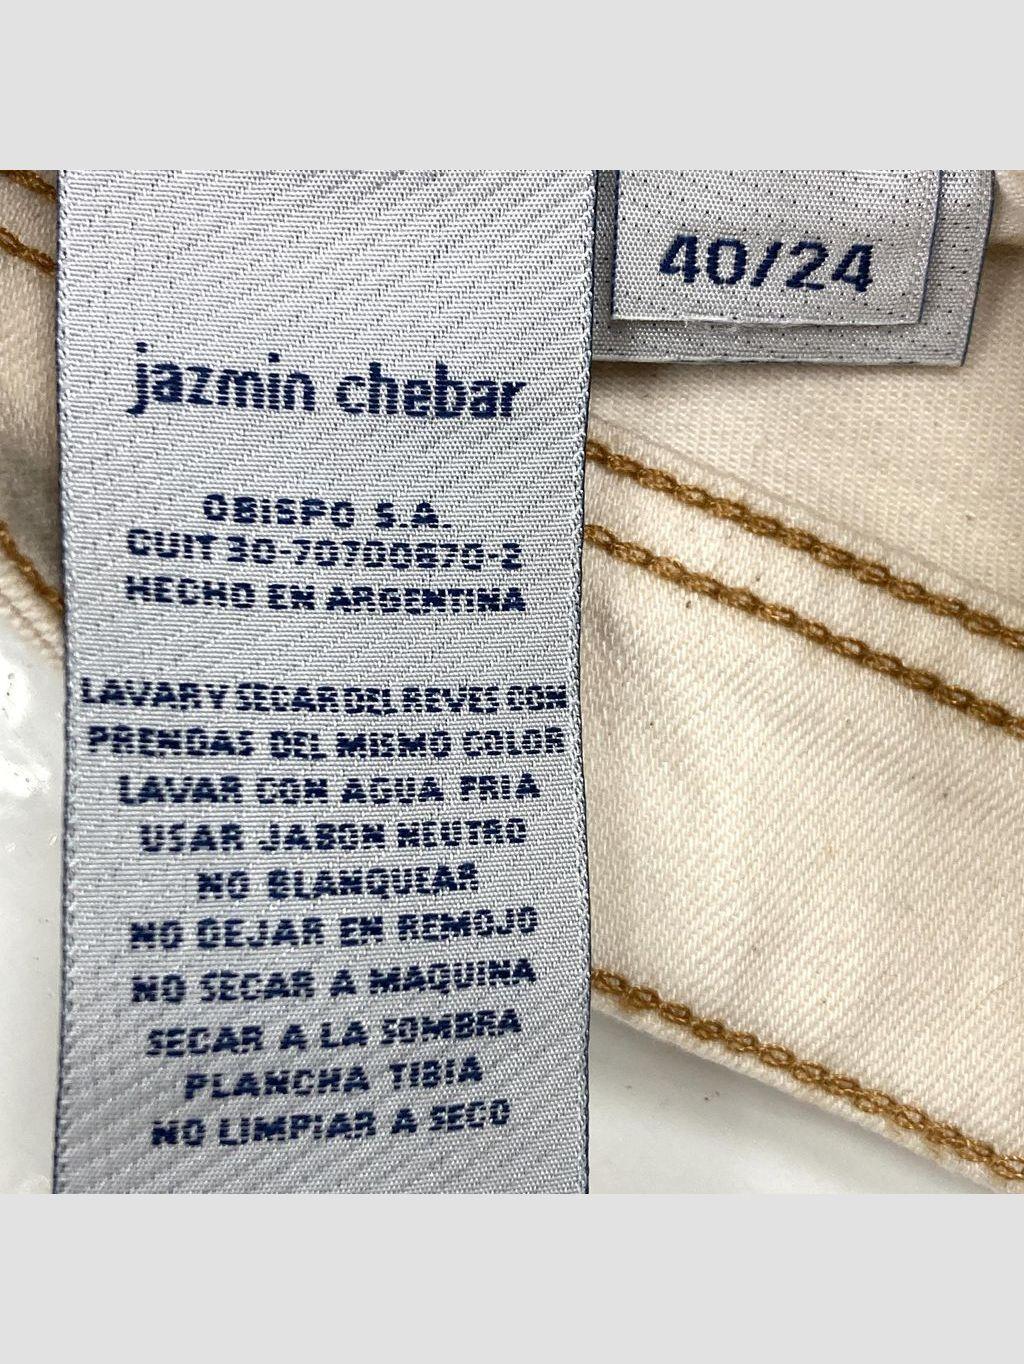 40/24
jazmin chebar
OBISPO S.A.
CUIT 30-70700870-2
HECHO EN ARGENTINA
LAVAR Y SECAR DEL REVES CON
PRENDAS DEL MISMO COLOR
LAVAR CON AGUA FRIA
USAR JABON NEUTRO
NO BLANQUEAR
NO DEJAR EN REMOJO
NO SECAR A MAQUINA
SECAR A LA SOMBRA
PLANCHA TIBIA
NO LIMPIAR A SECO